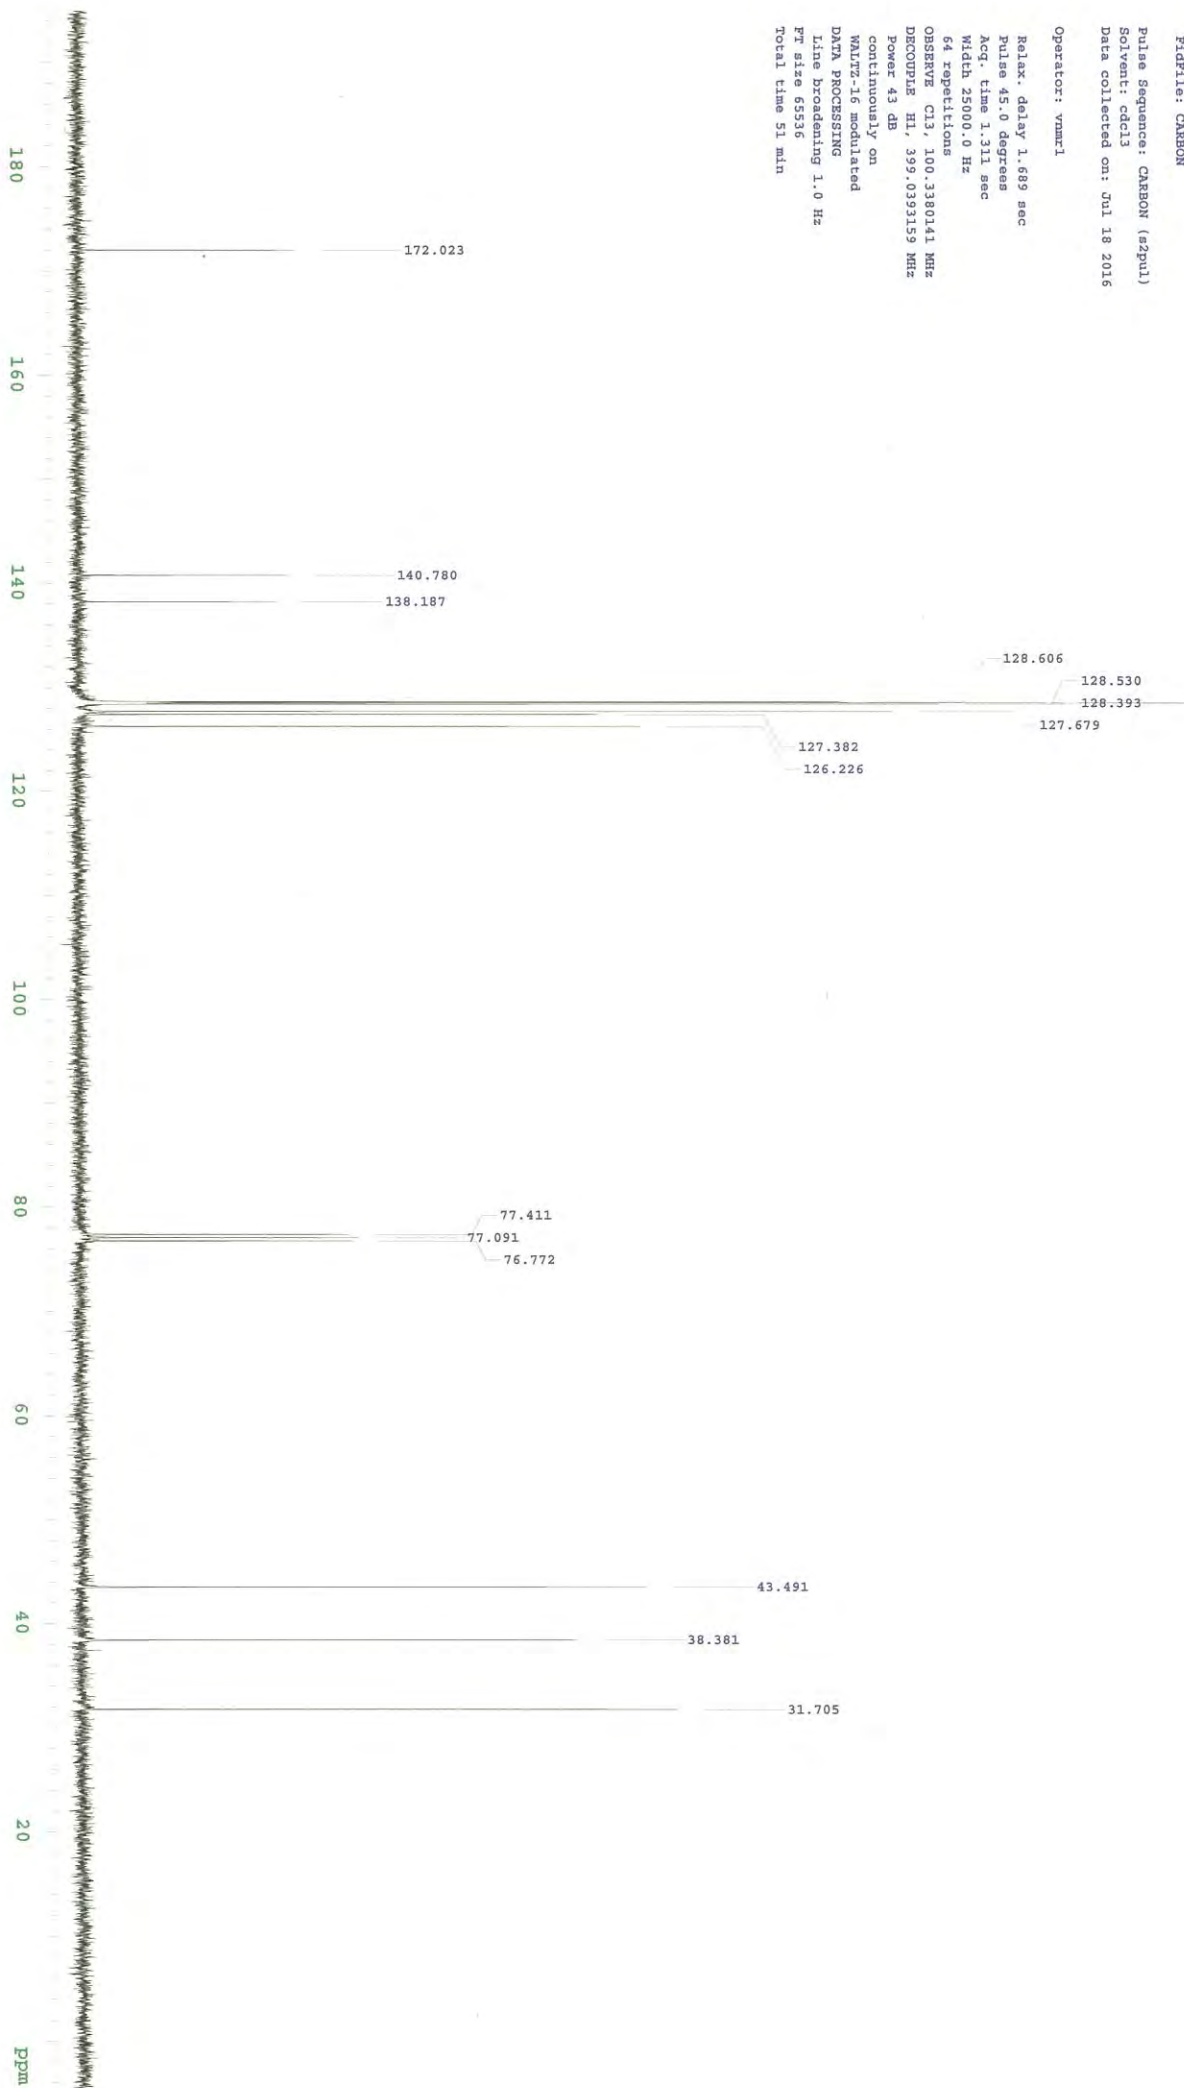 FidFile: CARBON
Pulse Sequence: CARBON (s2pul)
Solvent: cdcl3
Data collected on: Jul 18 2016
Operator: vnmr1
Relax. delay 1.689 sec
Pulse 45.0 degrees
Acq. time 1.311 sec
Width 25000.0 Hz
64 repetitions
OBSERVE C13, 100.3380141 MHz
DECOUPLE H1, 399.0393159 MHz
Power 43 dB
continuously on
WALTZ-16 modulated
DATA PROCESSING
Line broadening 1.0 Hz
FT size 65536
Total time 51 min
172.023
140.780
138.187
128.606
128.530
128.393
127.679
127.382
126.226
77.411
77.091
76.772
43.491
38.381
31.705
180
160
140
120
100
80
60
40
20
ppm